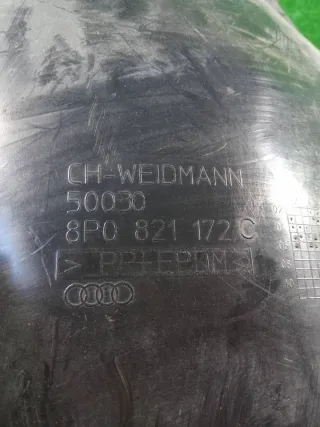 CH-WEIDMANN
50030
8P0 821 172 C
> PP+EPDM <